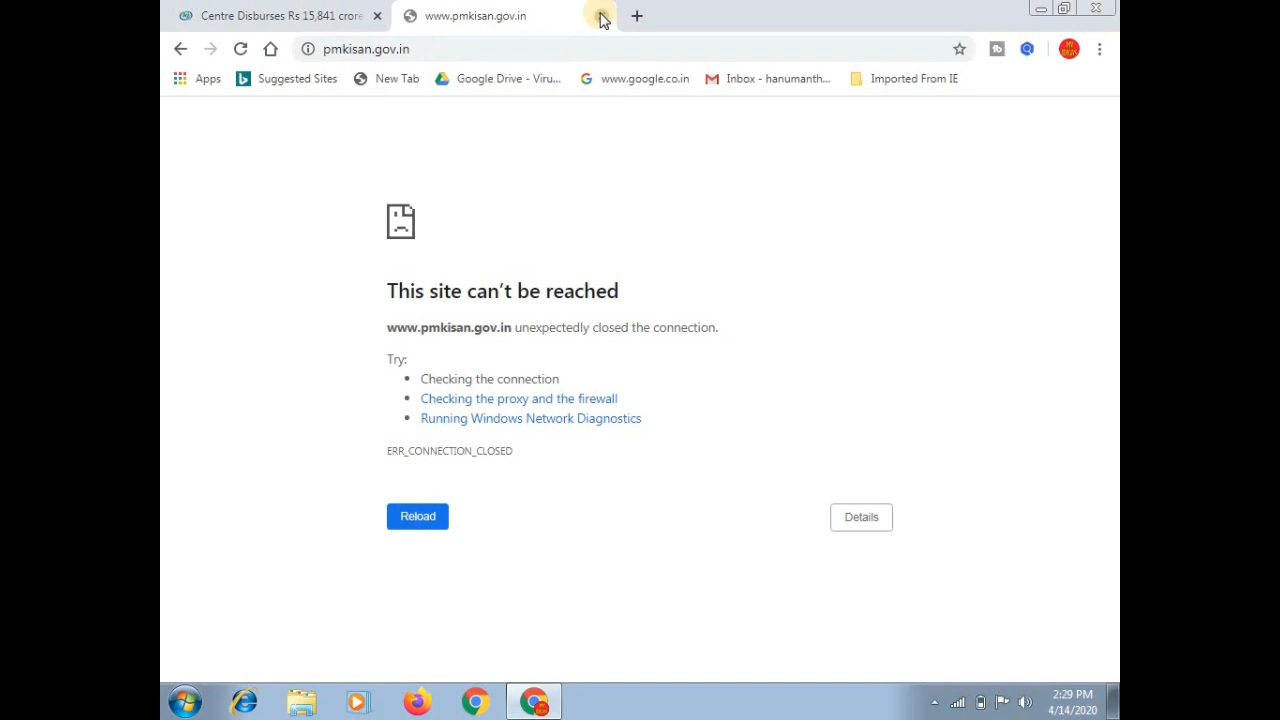 Centre Disburses Rs 15,841 crore
www.pmkisan.gov.in
pmkisan.gov.in
Apps
Suggested Sites
New Tab
Google Drive - Viru...
www.google.co.in
Inbox - hanumanth...
Imported From IE
This site can't be reached
www.pmkisan.gov.in unexpectedly closed the connection.
Try:
Checking the connection
Checking the proxy and the firewall
Running Windows Network Diagnostics
ERR_CONNECTION_CLOSED
Reload
Details
2:29 PM
4/14/2020